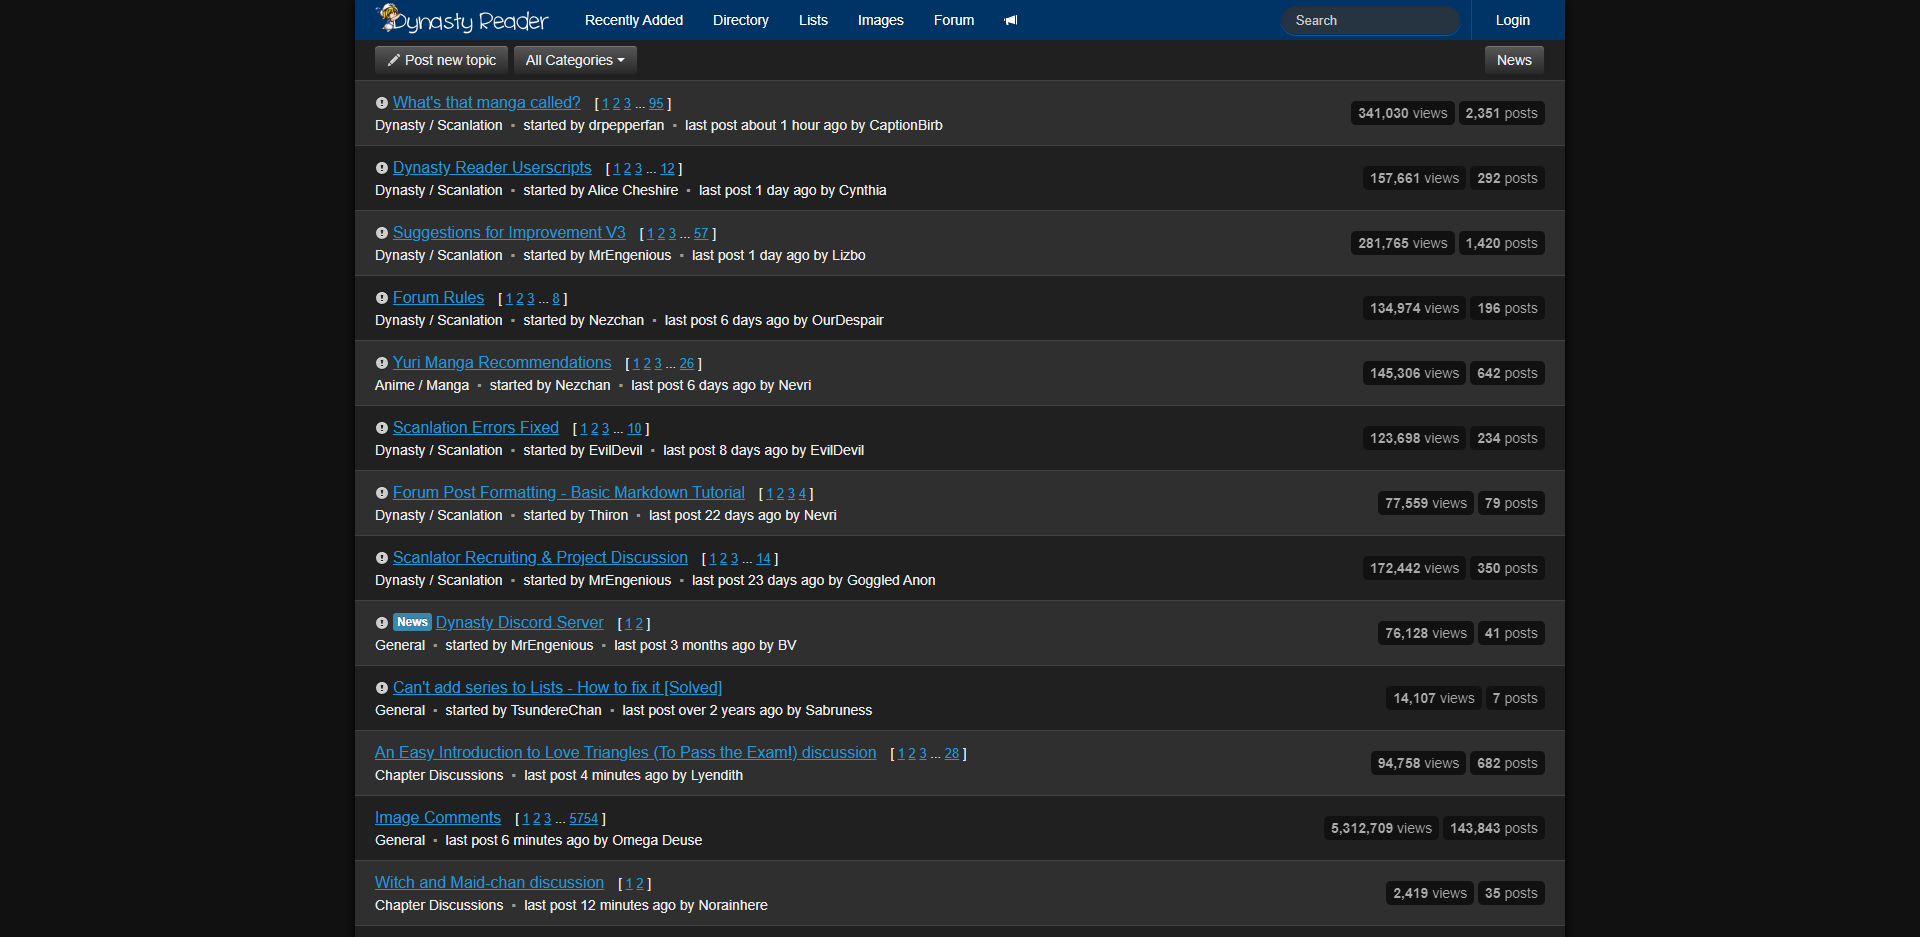 Dynasty Reader Recently Added Directory Lists Images Forum Search Login
Post new topic All Categories News
What's that manga called? [ 1 2 3 ... 95 ]
Dynasty / Scanlation • started by drpepperfan • last post about 1 hour ago by CaptionBirb
341,030 views 2,351 posts
Dynasty Reader Userscripts [ 1 2 3 ... 12 ]
Dynasty / Scanlation • started by Alice Cheshire • last post 1 day ago by Cynthia
157,661 views 292 posts
Suggestions for Improvement V3 [ 1 2 3 ... 57 ]
Dynasty / Scanlation • started by MrEngenious • last post 1 day ago by Lizbo
281,765 views 1,420 posts
Forum Rules [ 1 2 3 ... 8 ]
Dynasty / Scanlation • started by Nezchan • last post 6 days ago by OurDespair
134,974 views 196 posts
Yuri Manga Recommendations [ 1 2 3 ... 26 ]
Anime / Manga • started by Nezchan • last post 6 days ago by Nevri
145,306 views 642 posts
Scanlation Errors Fixed [ 1 2 3 ... 10 ]
Dynasty / Scanlation • started by EvilDevil • last post 8 days ago by EvilDevil
123,698 views 234 posts
Forum Post Formatting - Basic Markdown Tutorial [ 1 2 3 4 ]
Dynasty / Scanlation • started by Thiron • last post 22 days ago by Nevri
77,559 views 79 posts
Scanlator Recruiting & Project Discussion [ 1 2 3 ... 14 ]
Dynasty / Scanlation • started by MrEngenious • last post 23 days ago by Goggled Anon
172,442 views 350 posts
News Dynasty Discord Server [ 1 2 ]
General • started by MrEngenious • last post 3 months ago by BV
76,128 views 41 posts
Can't add series to Lists - How to fix it [Solved]
General • started by TsundereChan • last post over 2 years ago by Sabruness
14,107 views 7 posts
An Easy Introduction to Love Triangles (To Pass the Exam!) discussion [ 1 2 3 ... 28 ]
Chapter Discussions • last post 4 minutes ago by Lyendith
94,758 views 682 posts
Image Comments [ 1 2 3 ... 5754 ]
General • last post 6 minutes ago by Omega Deuse
5,312,709 views 143,843 posts
Witch and Maid-chan discussion [ 1 2 ]
Chapter Discussions • last post 12 minutes ago by Norainhere
2,419 views 35 posts